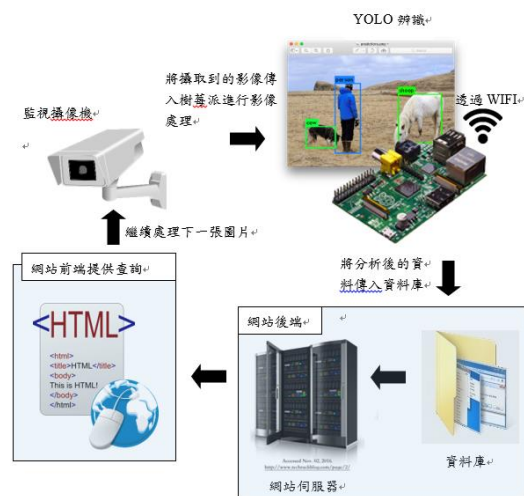 YOLO 辨識
將攝取到的影像傳
入樹莓派進行影像
處理
監視攝像機
透過 WIFI
person
sheep
繼續處理下一張圖片
將分析後的資
料傳入資料庫
網站前端提供查詢
<HTML>
<html>
<title>HTML</title>
<body>
This is HTML!
</body>
</html>
網站後端
資料庫
網站伺服器